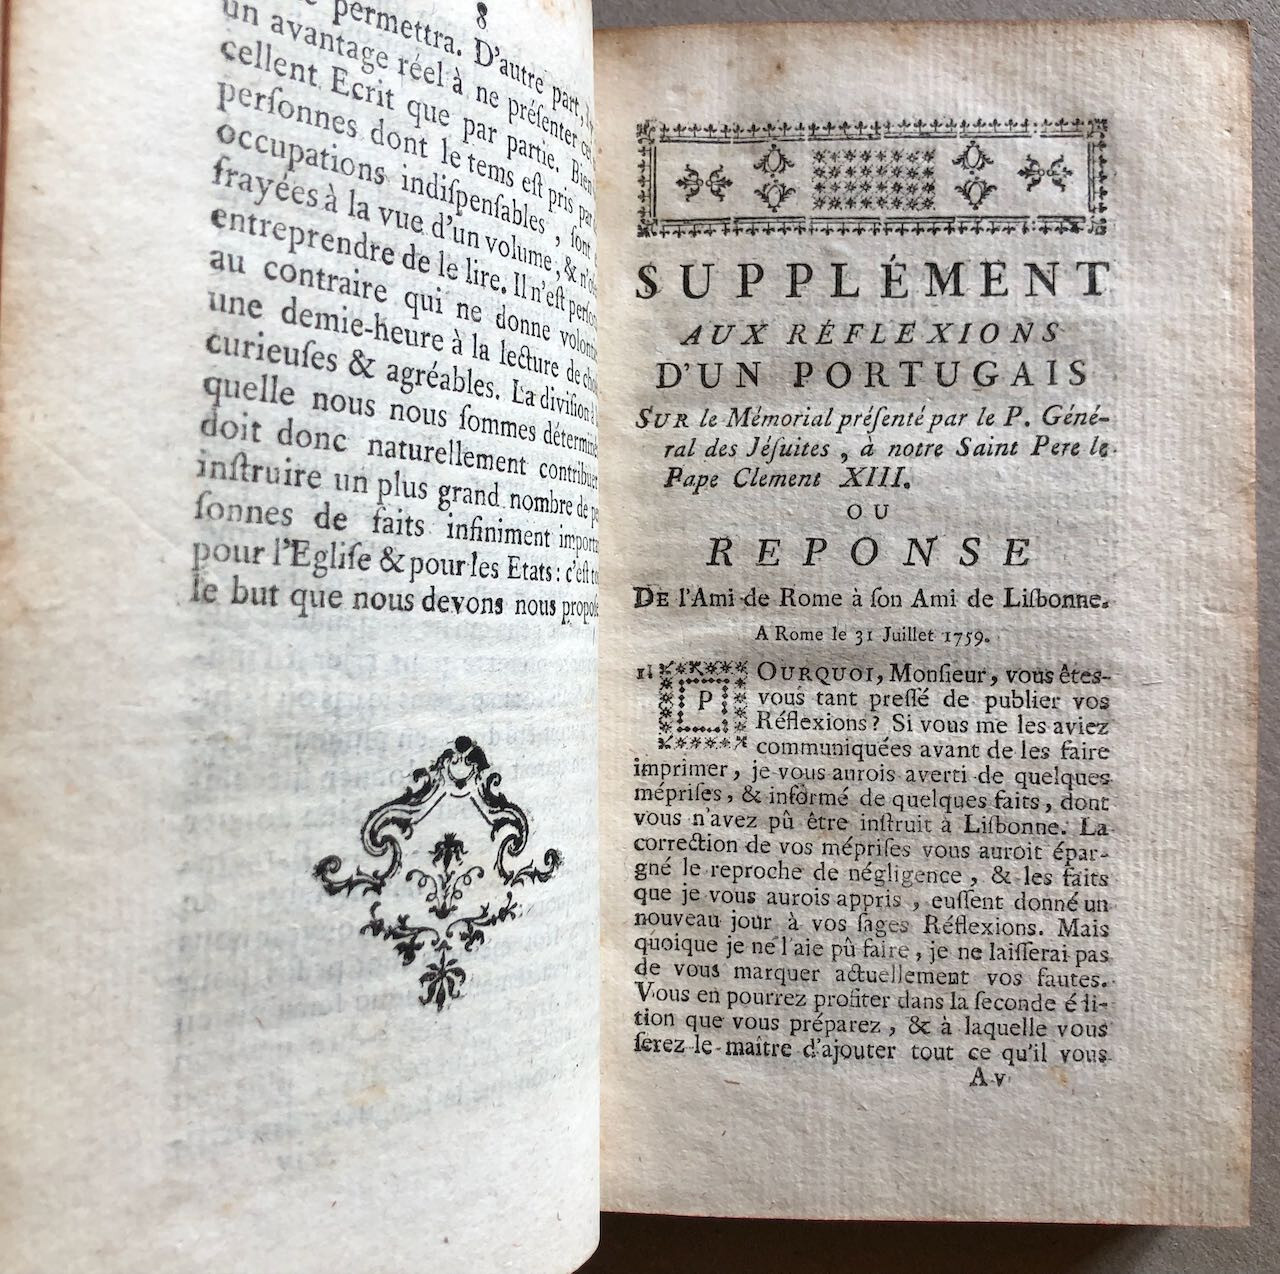 8
permettra. D'autre part,
un avantage réel à ne préſenter cet
cellent Ecrit que par partie. Bien
perſonnes dont le tems eſt pris par
occupations indiſpenſables, ſont
frayées à la vue d'un volume, & n'o
entreprendre de le lire. Il n'eſt perſo
au contraire qui ne donne volon
une demie-heure à la lecture de cho
curieuſes & agréables. La diviſion à
quelle nous nous ſommes déterminé
doit donc naturellement contribuer
inſtruire un plus grand nombre de pe
ſonnes de faits infiniment importa
pour l'Egliſe & pour les Etats : c'eſt
le but que nous devons nous propoſe
SUPPLÉMENT
AUX RÉFLEXIONS
D'UN PORTUGAIS
SUR le Mémorial préſenté par le P. Géné-
ral des Jéſuites, à notre Saint Pere le
Pape Clement XIII.
OU
REPONSE
DE l'Ami de Rome à ſon Ami de Liſbonne.
A Rome le 31 Juillet 1759.
POURQUOI, Monſieur, vous êtes-
vous tant preſſé de publier vos
Réflexions? Si vous me les aviez
communiquées avant de les faire
imprimer, je vous aurois averti de quelques
mépriſes, & informé de quelques faits, dont
vous n'avez pû être inſtruit à Liſbonne. La
correction de vos mépriſes vous auroit épar-
gné le reproche de négligence, & les faits
que je vous aurois appris, euſſent donné un
nouveau jour à vos ſages Réflexions. Mais
quoique je ne l'aie pû faire, je ne laiſſerai pas
de vous marquer actuellement vos fautes.
Vous en pourrez profiter dans la ſeconde é li-
tion que vous préparez, & à laquelle vous
ſerez le maître d'ajouter tout ce qu'il vous
A v